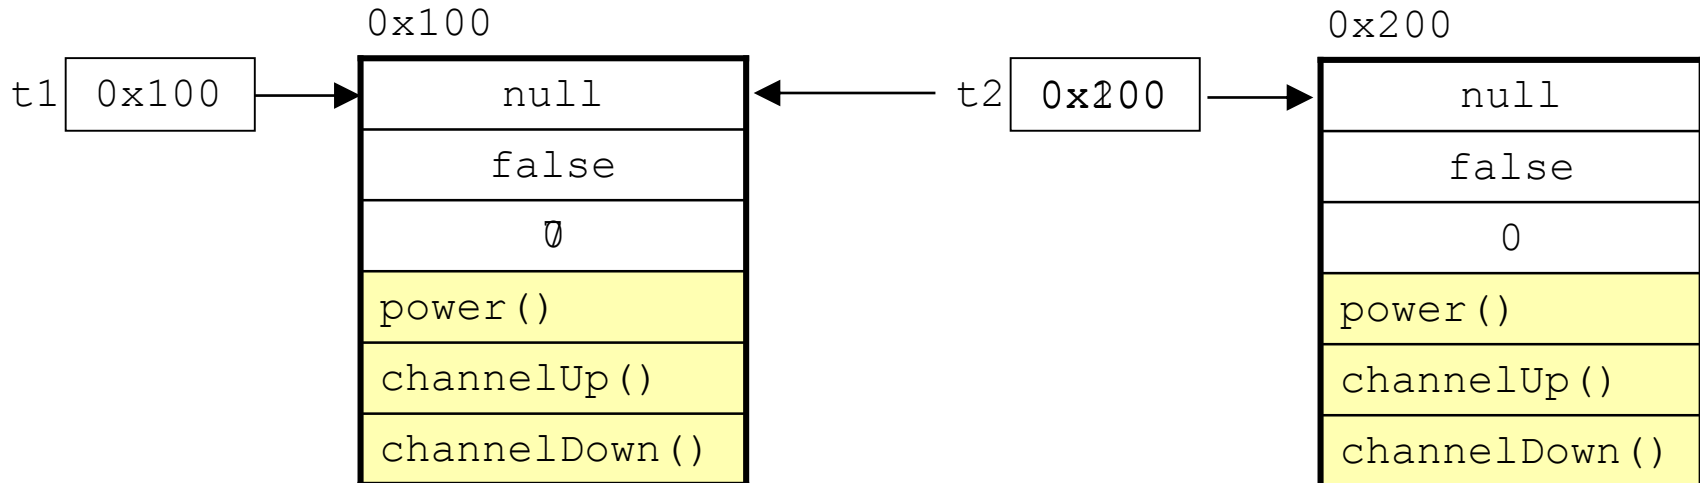 0x100
0x200
t1 0x100
null
t2
null
false
false
0
power()
power()
channelUp()
channelUp()
channelDown()
channelDown()